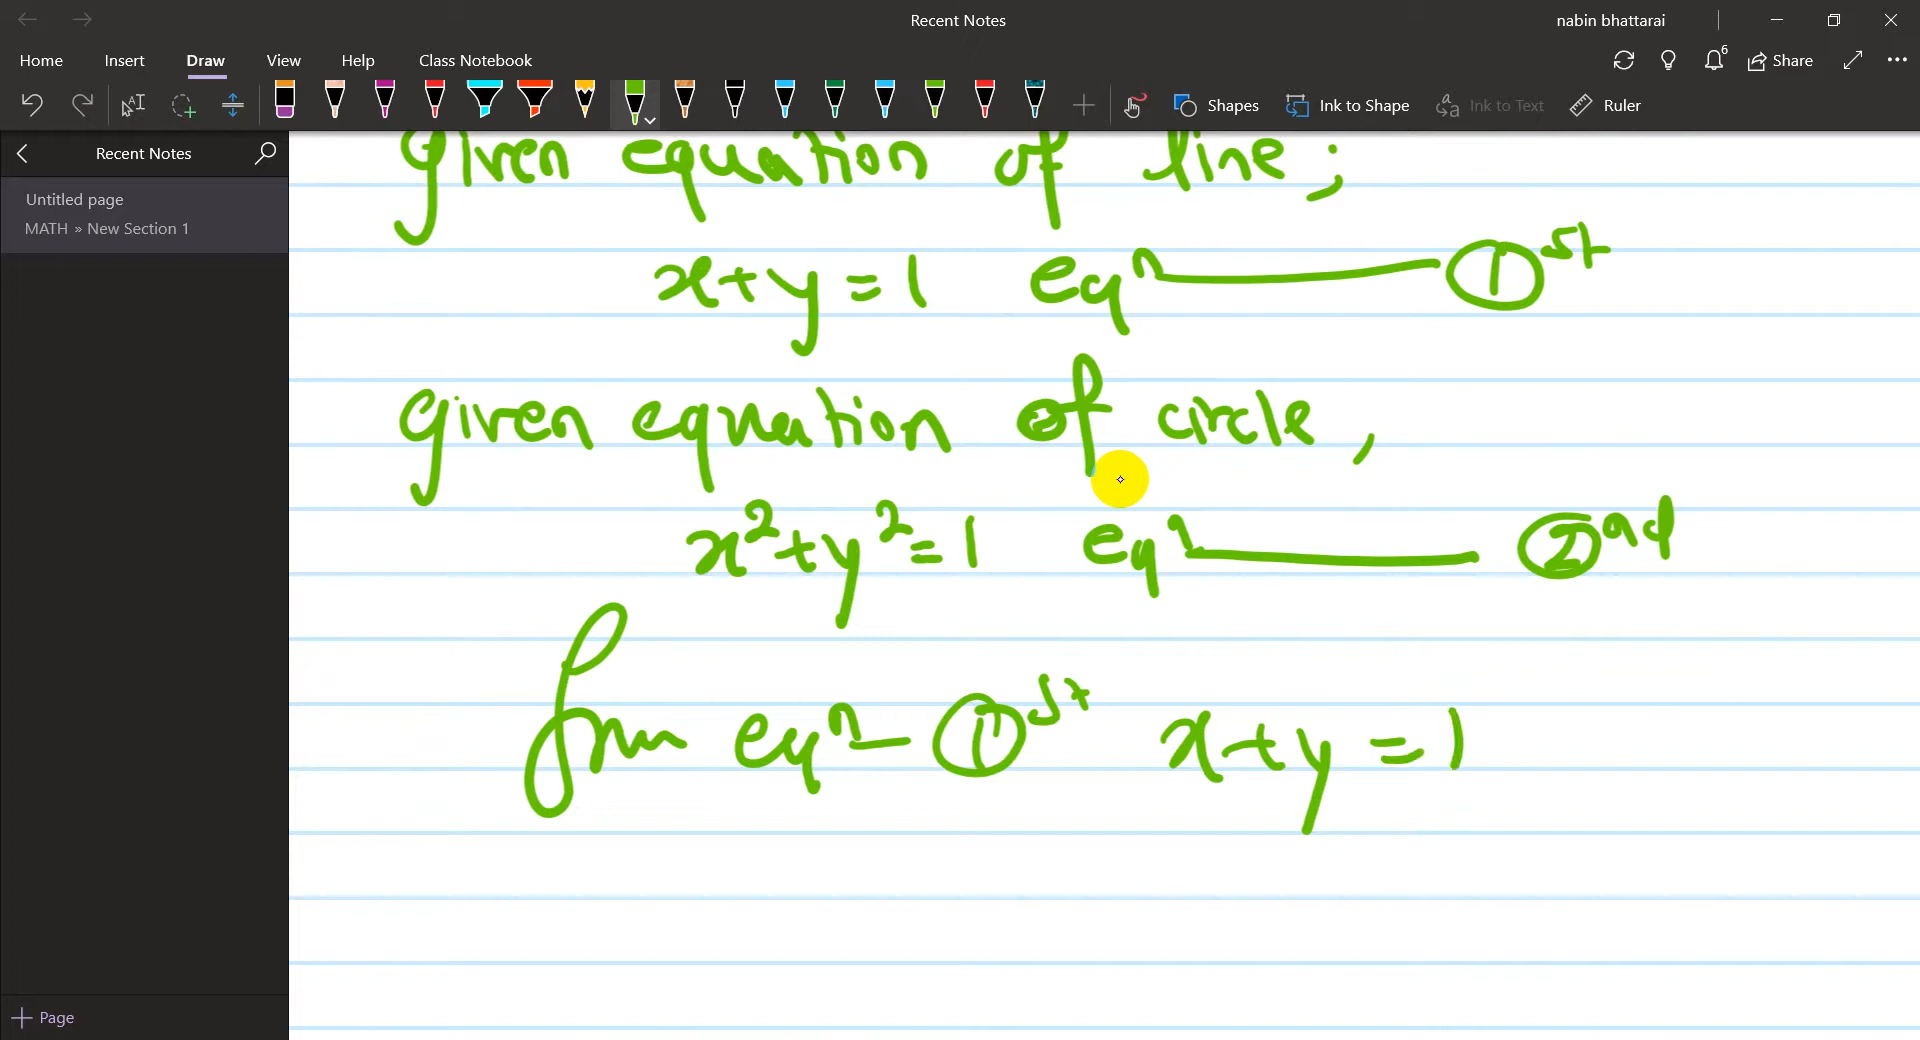 Recent Notes
nabin bhattarai
Home Insert Draw View Help Class Notebook
6
Share
Shapes Ink to Shape Ink to Text Ruler
Recent Notes
Untitled page
MATH » New Section 1
Page
Given equation of line;
x+y=1 eqⁿ — ①st
Given equation of circle,
x²+y²=1 eqⁿ — ②nd
from eqⁿ — ①st x+y=1